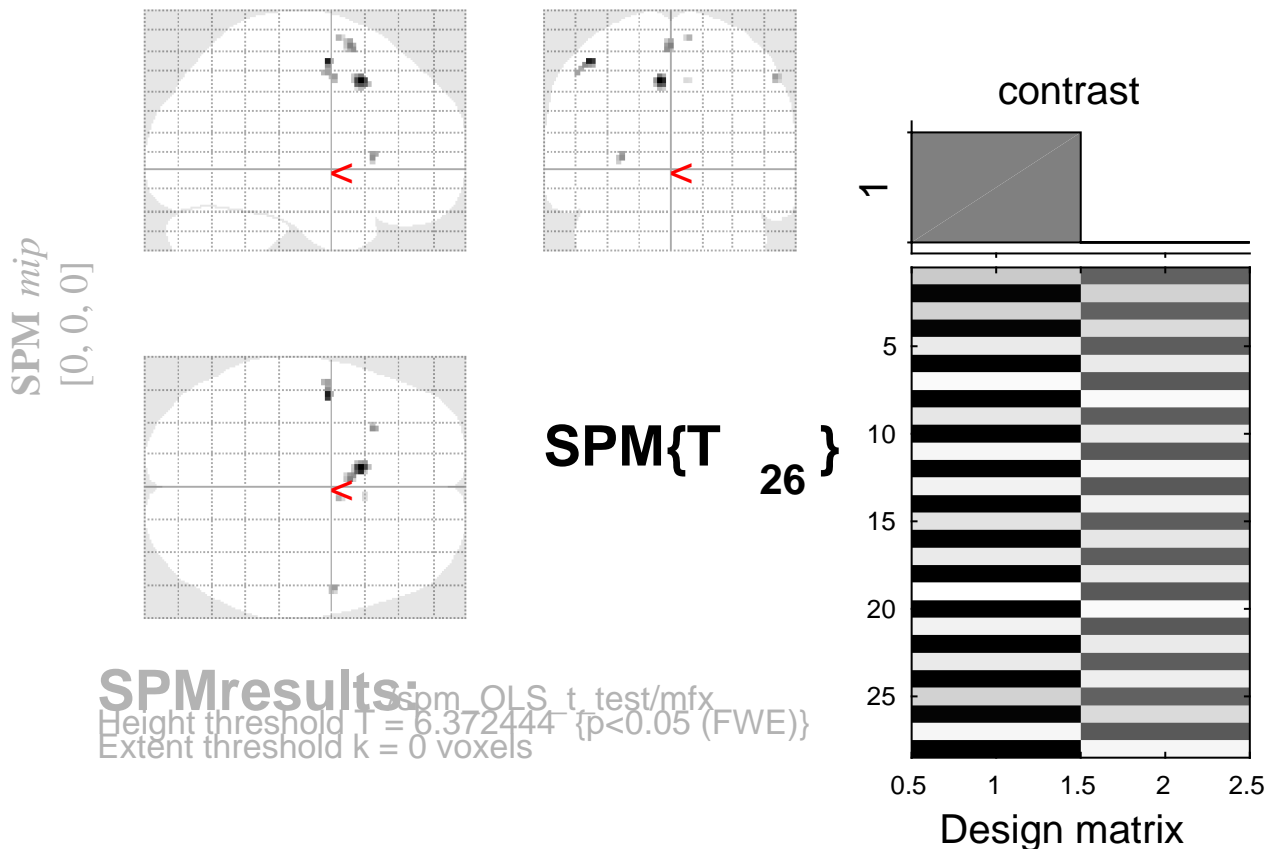 SPM mip
[0, 0, 0]
<
<
<
SPM{T 26 }
SPMresults: ./spm_OLS_t_test/mfx_
Height threshold T = 6.372444 {p<0.05 (FWE)}
Extent threshold k = 0 voxels
contrast
1
5
10
15
20
25
0.5 1 1.5 2 2.5
Design matrix